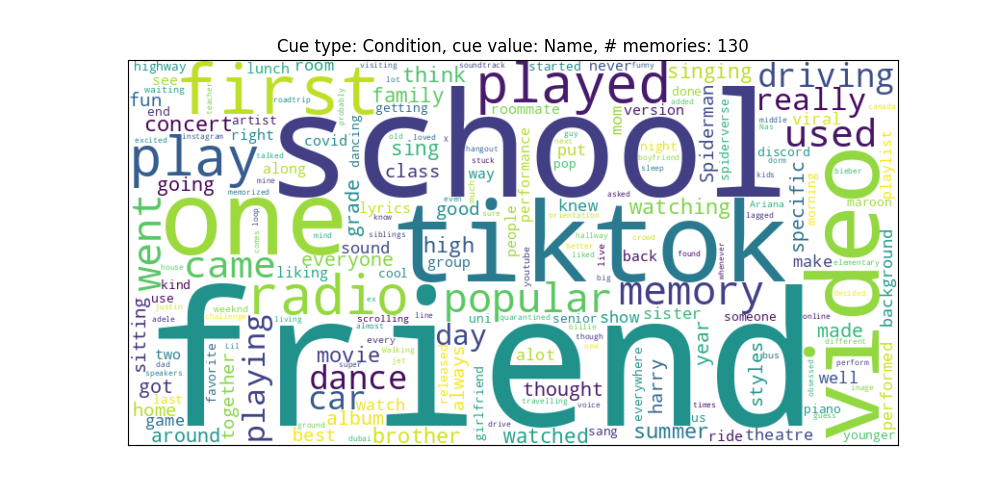 Cue type: Condition, cue value: Name, # memories: 130
highway
see
waiting
fun
end
first
teacher
lunch
room
roadtrip
visiting
lot
probably
family
getting
think
soundtrack
played
started
never
funny
singing
done
added
driving
really
canada
concert
artist
right
instagram
excited
play
talked
along
mine
going
memorized
covid
dancing
old
loved
x
sing
class
school
hangout
stuck
way
much
even
performance
roommate
guy
next
put
pop
mom
version
night
boyfriend
sleep
Spiderman
spiderverse
viral
middle
Nas
discord
dorm
kids
used
bieber
maroon
playlist
went
one
came
house
kind
use
loop
comes
mind
liking
grade
lyrics
know
siblings
sound
everyone
cool
high
group
good
sure
people
tiktok
knew
orientation
hallway
better
liked
youtube
big
asked
watching
crowd
live
back
found
Ariana
lagged
whenever
specific
morning
make
elementary
decided
video
background
sitting
justin
adele
weeknd
challenge
Lil
radio
ex
living
almost
scrolling
line
popular
uni
quarantined
senior
billie
show
memory
sister
though
new
someone
year
online
made
different
two
dad
speakers
got
last
home
game
around
favorite
together
playing
friend
movie
super
dance
car
every
Walking
jet
day
always
released
watch
album
ground
best
dubai
brother
girlfriend
alot
thought
travelling
voice
drive
watched
sang
everywhere
harry
summer
times
us
ride
styles
bus
theatre
obsessed
perform
well
image
piano
guess
younger
performed